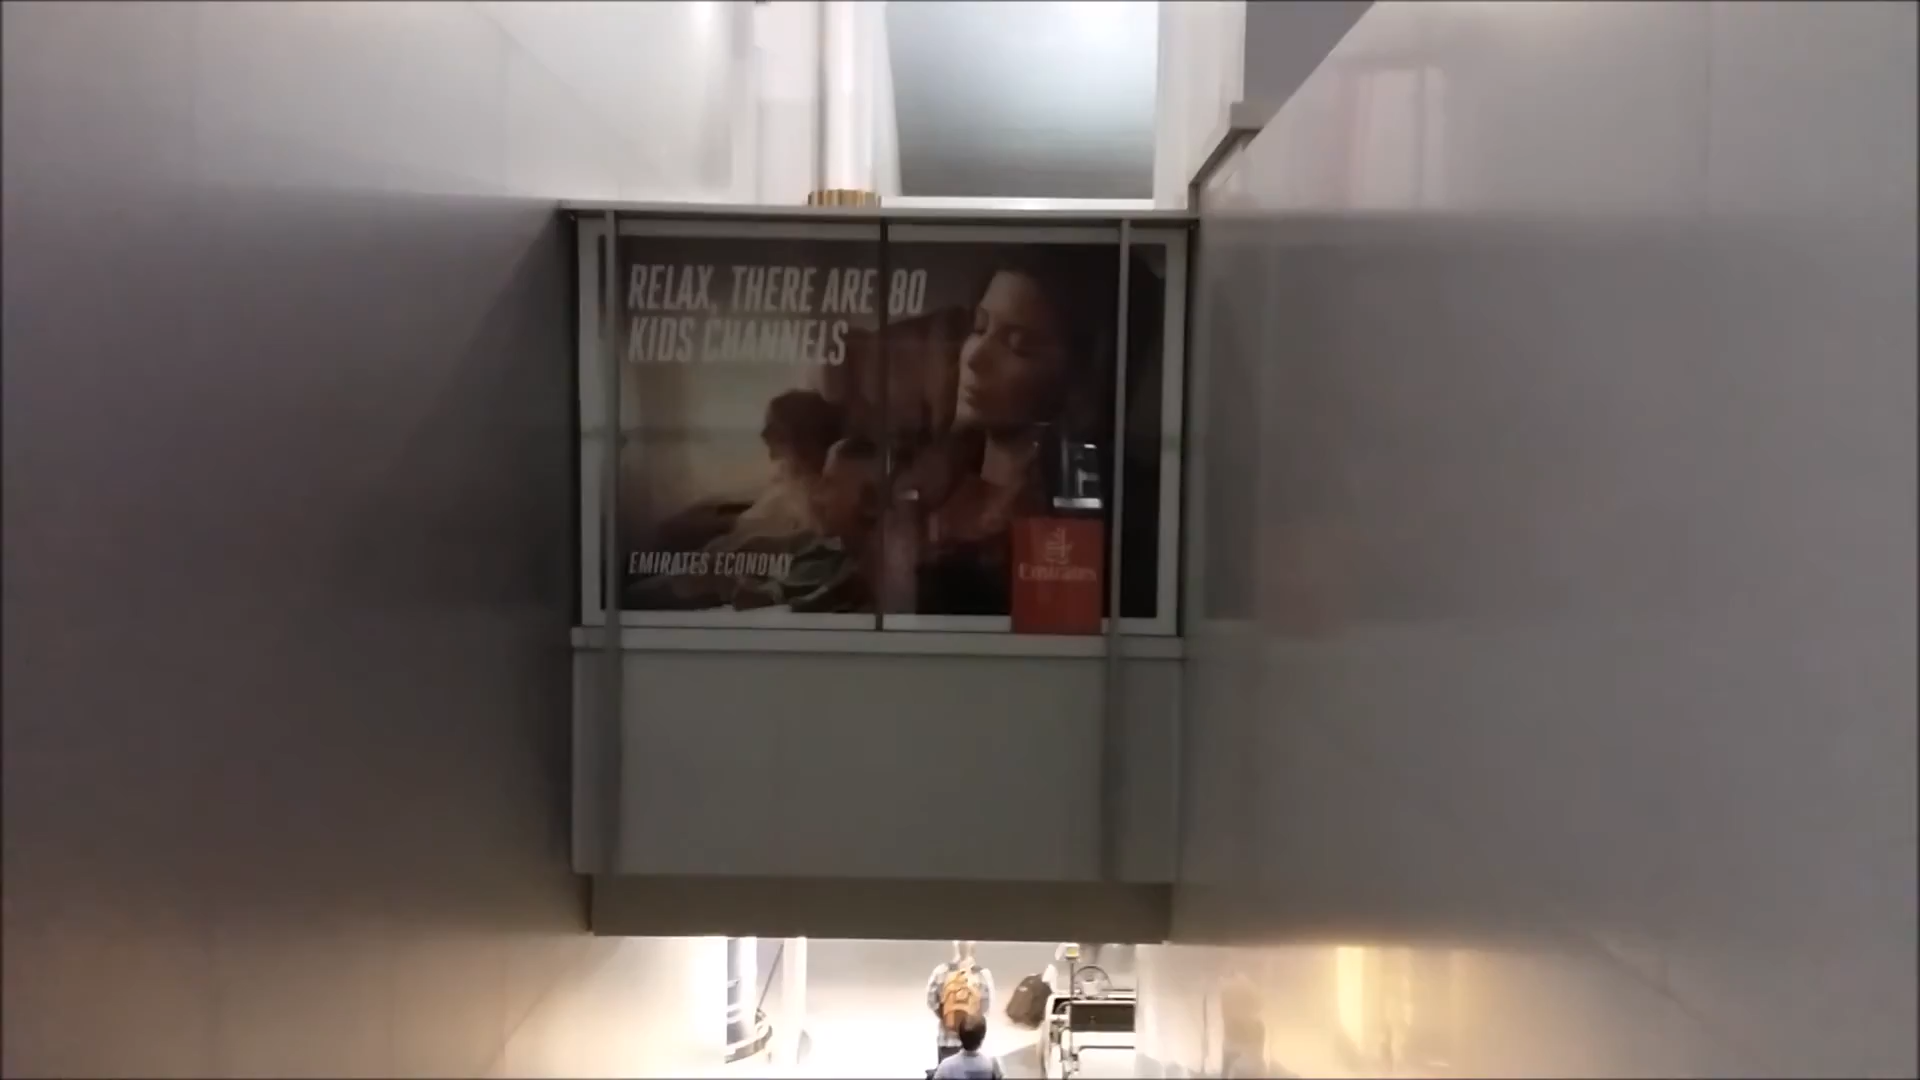 RELAX, THERE ARE 80
KIDS CHANNELS
EMIRATES ECONOMY
Emirates